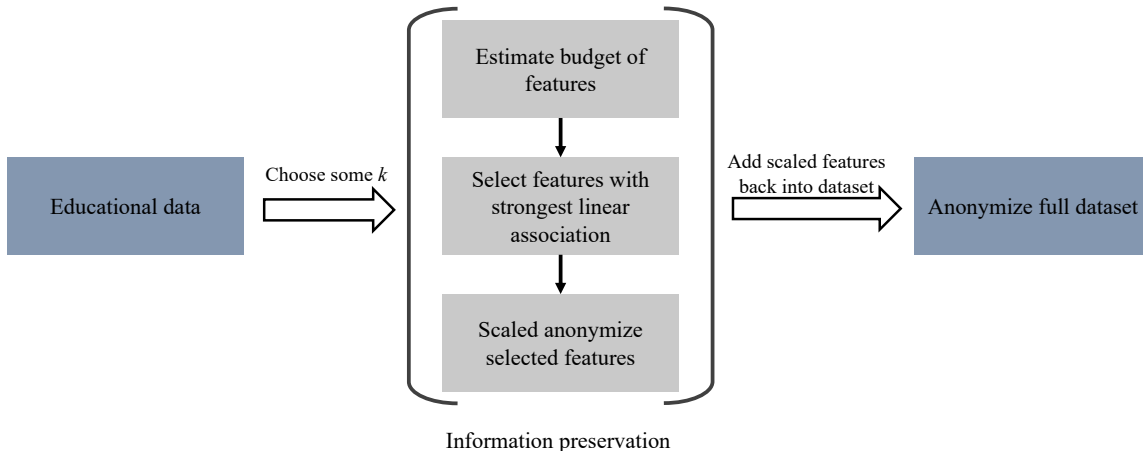 Educational data
Choose some k
Estimate budget of
features
Select features with
strongest linear
association
Scaled anonymize
selected features
Information preservation
Add scaled features
back into dataset
Anonymize full dataset